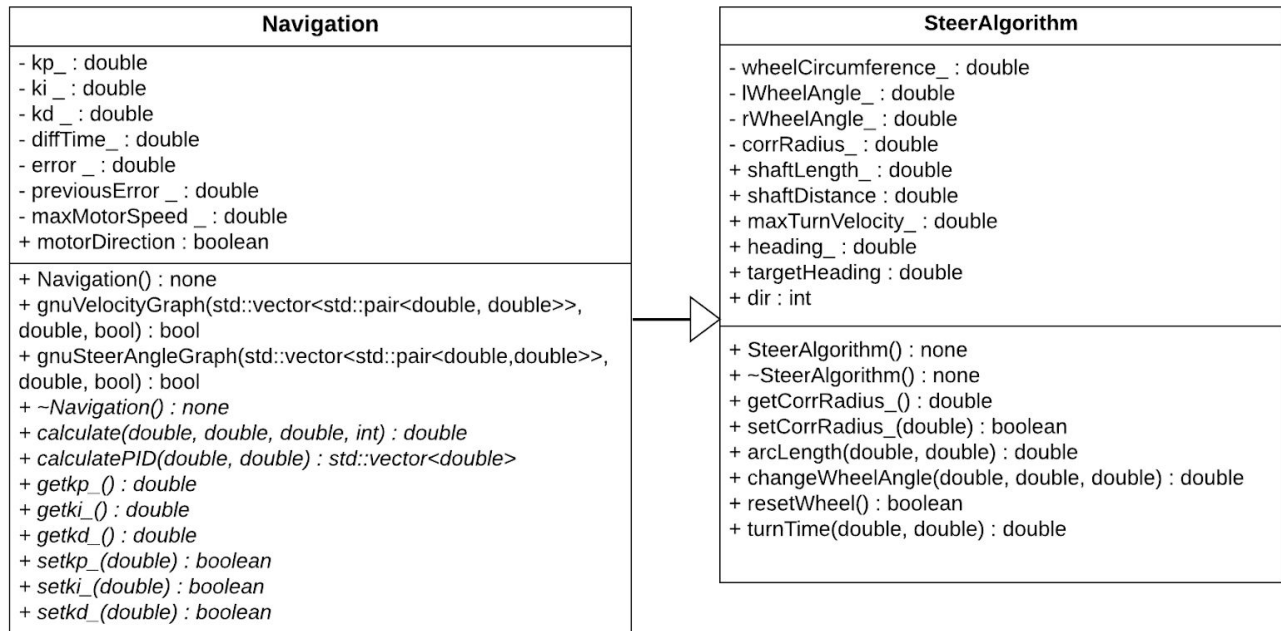 Navigation
- kp_ : double
- ki _ : double
- kd _ : double
- diffTime_ : double
- error _ : double
- previousError _ : double
- maxMotorSpeed _ : double
+ motorDirection : boolean
+ Navigation() : none
+ gnuVelocityGraph(std::vector<std::pair<double, double>>,
double, bool) : bool
+ gnuSteerAngleGraph(std::vector<std::pair<double,double>>,
double, bool) : bool
+ ~Navigation() : none
+ calculate(double, double, double, int) : double
+ calculatePID(double, double) : std::vector<double>
+ getkp_() : double
+ getki_() : double
+ getkd_() : double
+ setkp_(double) : boolean
+ setki_(double) : boolean
+ setkd_(double) : boolean
SteerAlgorithm
- wheelCircumference_ : double
- lWheelAngle_ : double
- rWheelAngle_ : double
- corrRadius_ : double
+ shaftLength_ : double
+ shaftDistance : double
+ maxTurnVelocity_ : double
+ heading_ : double
+ targetHeading : double
+ dir : int
+ SteerAlgorithm() : none
+ ~SteerAlgorithm() : none
+ getCorrRadius_() : double
+ setCorrRadius_(double) : boolean
+ arcLength(double, double) : double
+ changeWheelAngle(double, double, double) : double
+ resetWheel() : boolean
+ turnTime(double, double) : double